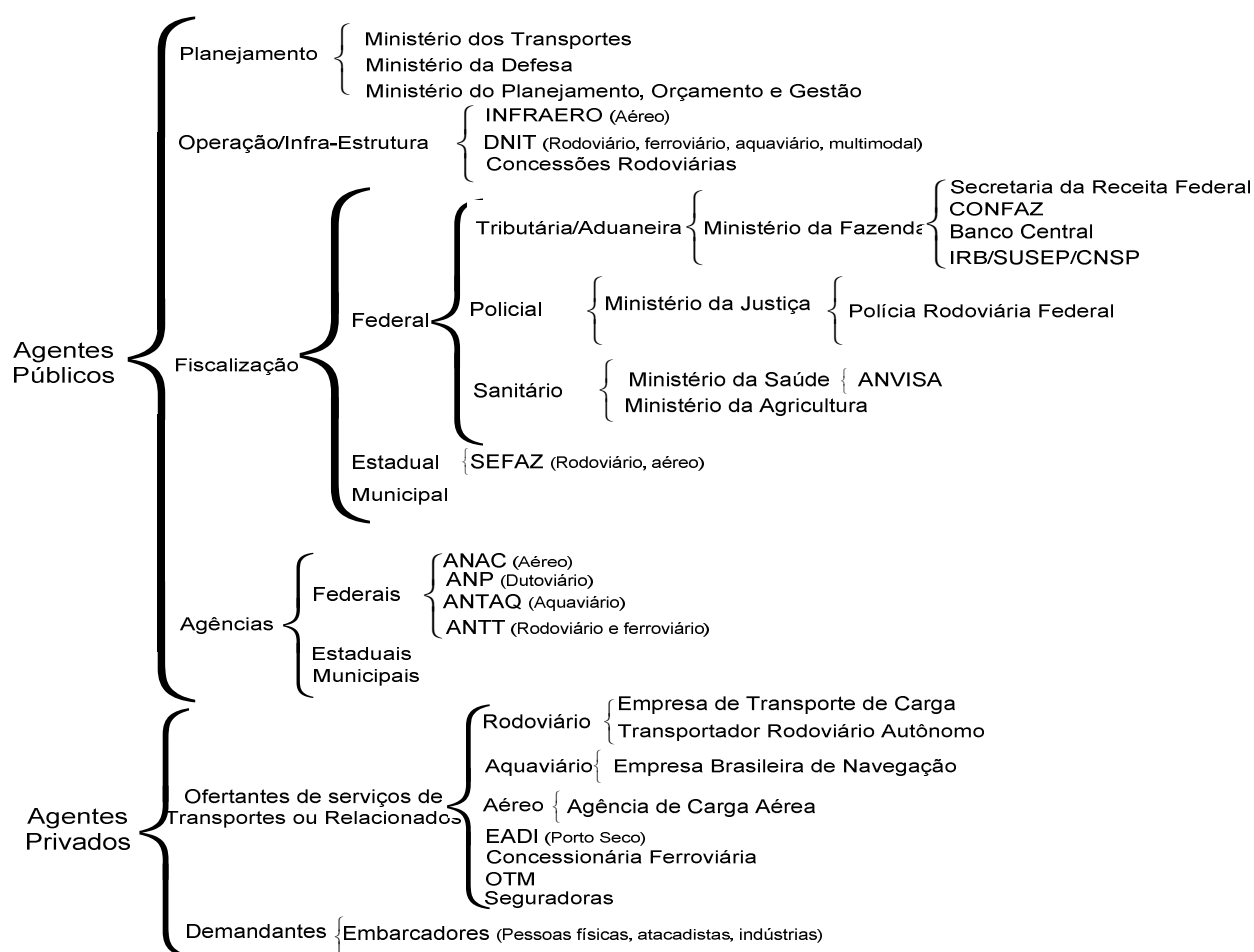 Planejamento
Ministério dos Transportes
Ministério da Defesa
Ministério do Planejamento, Orçamento e Gestão
Operação/Infra-Estrutura
INFRAERO (Aéreo)
DNIT (Rodoviário, ferroviário, aquaviário, multimodal)
Concessões Rodoviárias
Agentes
Públicos
Fiscalização
Federal
Tributária/Aduaneira
Ministério da Fazenda
Secretaria da Receita Federal
CONFAZ
Banco Central
IRB/SUSEP/CNSP
Policial
Ministério da Justiça
Polícia Rodoviária Federal
Sanitário
Ministério da Saúde
ANVISA
Ministério da Agricultura
Estadual
SEFAZ (Rodoviário, aéreo)
Municipal
Agências
Federais
ANAC (Aéreo)
ANP (Dutoviário)
ANTAQ (Aquaviário)
ANTT (Rodoviário e ferroviário)
Estaduais
Municipais
Agentes
Privados
Ofertantes de serviços de
Transportes ou Relacionados
Rodoviário
Empresa de Transporte de Carga
Transportador Rodoviário Autônomo
Aquaviário
Empresa Brasileira de Navegação
Aéreo
Agência de Carga Aérea
EADI (Porto Seco)
Concessionária Ferroviária
OTM
Seguradoras
Demandantes
Embarcadores (Pessoas físicas, atacadistas, indústrias)